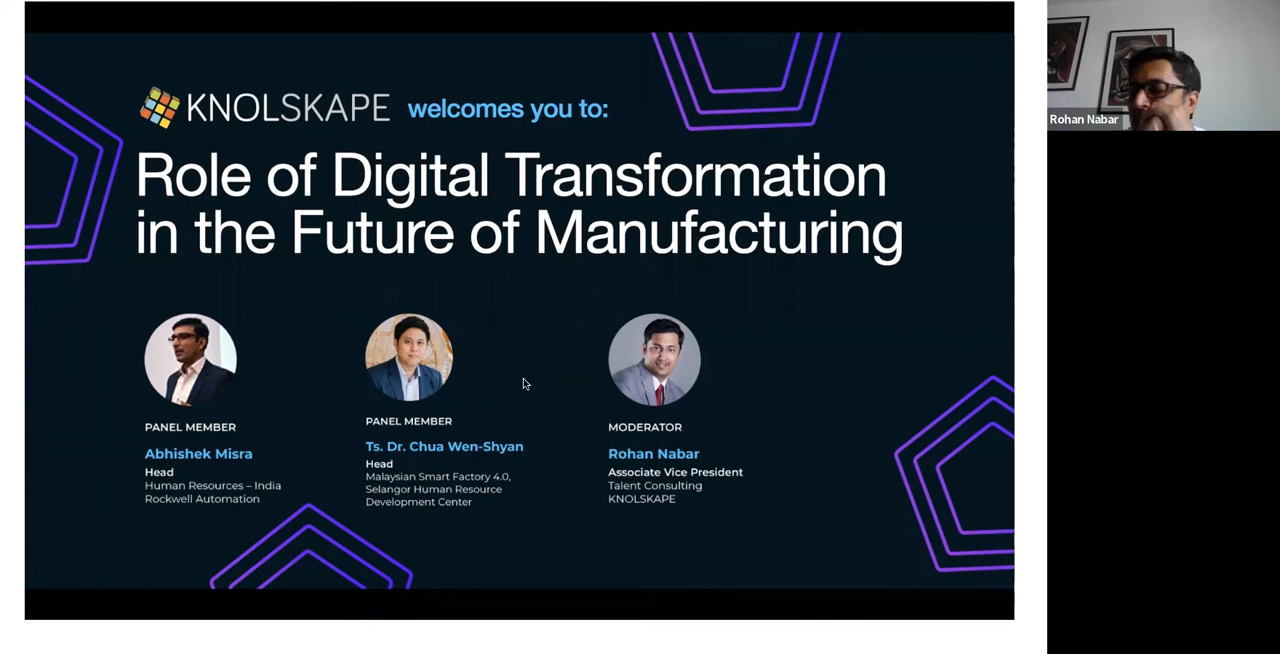 KNOLSKAPE welcomes you to:
Role of Digital Transformation
in the Future of Manufacturing
PANEL MEMBER
Abhishek Misra
Head
Human Resources – India
Rockwell Automation
PANEL MEMBER
Ts. Dr. Chua Wen-Shyan
Head
Malaysian Smart Factory 4.0,
Selangor Human Resource
Development Center
MODERATOR
Rohan Nabar
Associate Vice President
Talent Consulting
KNOLSKAPE
Rohan Nabar